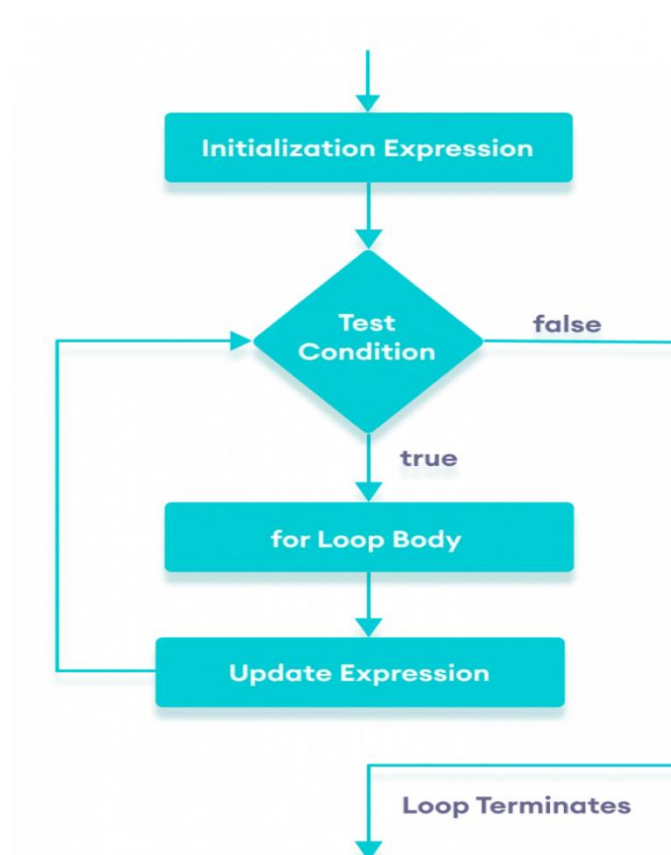 Initialization Expression
Test
Condition
false
true
for Loop Body
Update Expression
Loop Terminates